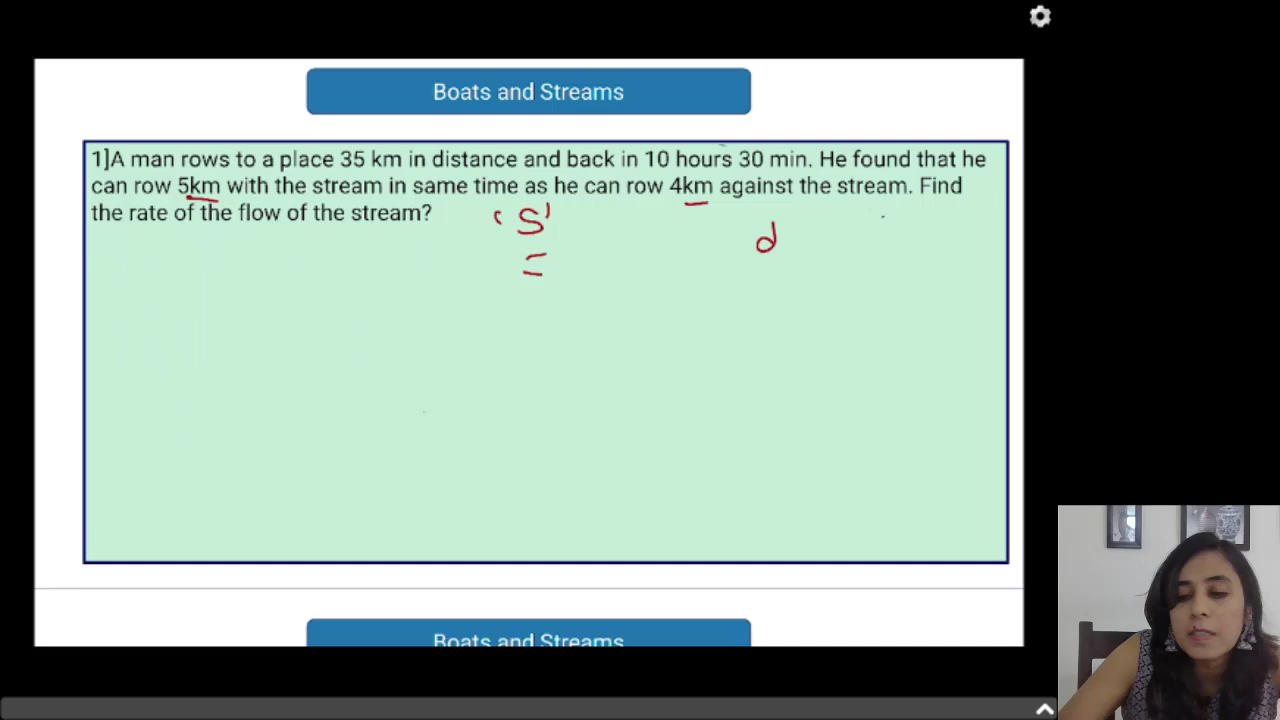 Boats and Streams
1]A man rows to a place 35 km in distance and back in 10 hours 30 min. He found that he
can row 5km with the stream in same time as he can row 4km against the stream. Find
the rate of the flow of the stream?
'S' =
d
Boats and Streams